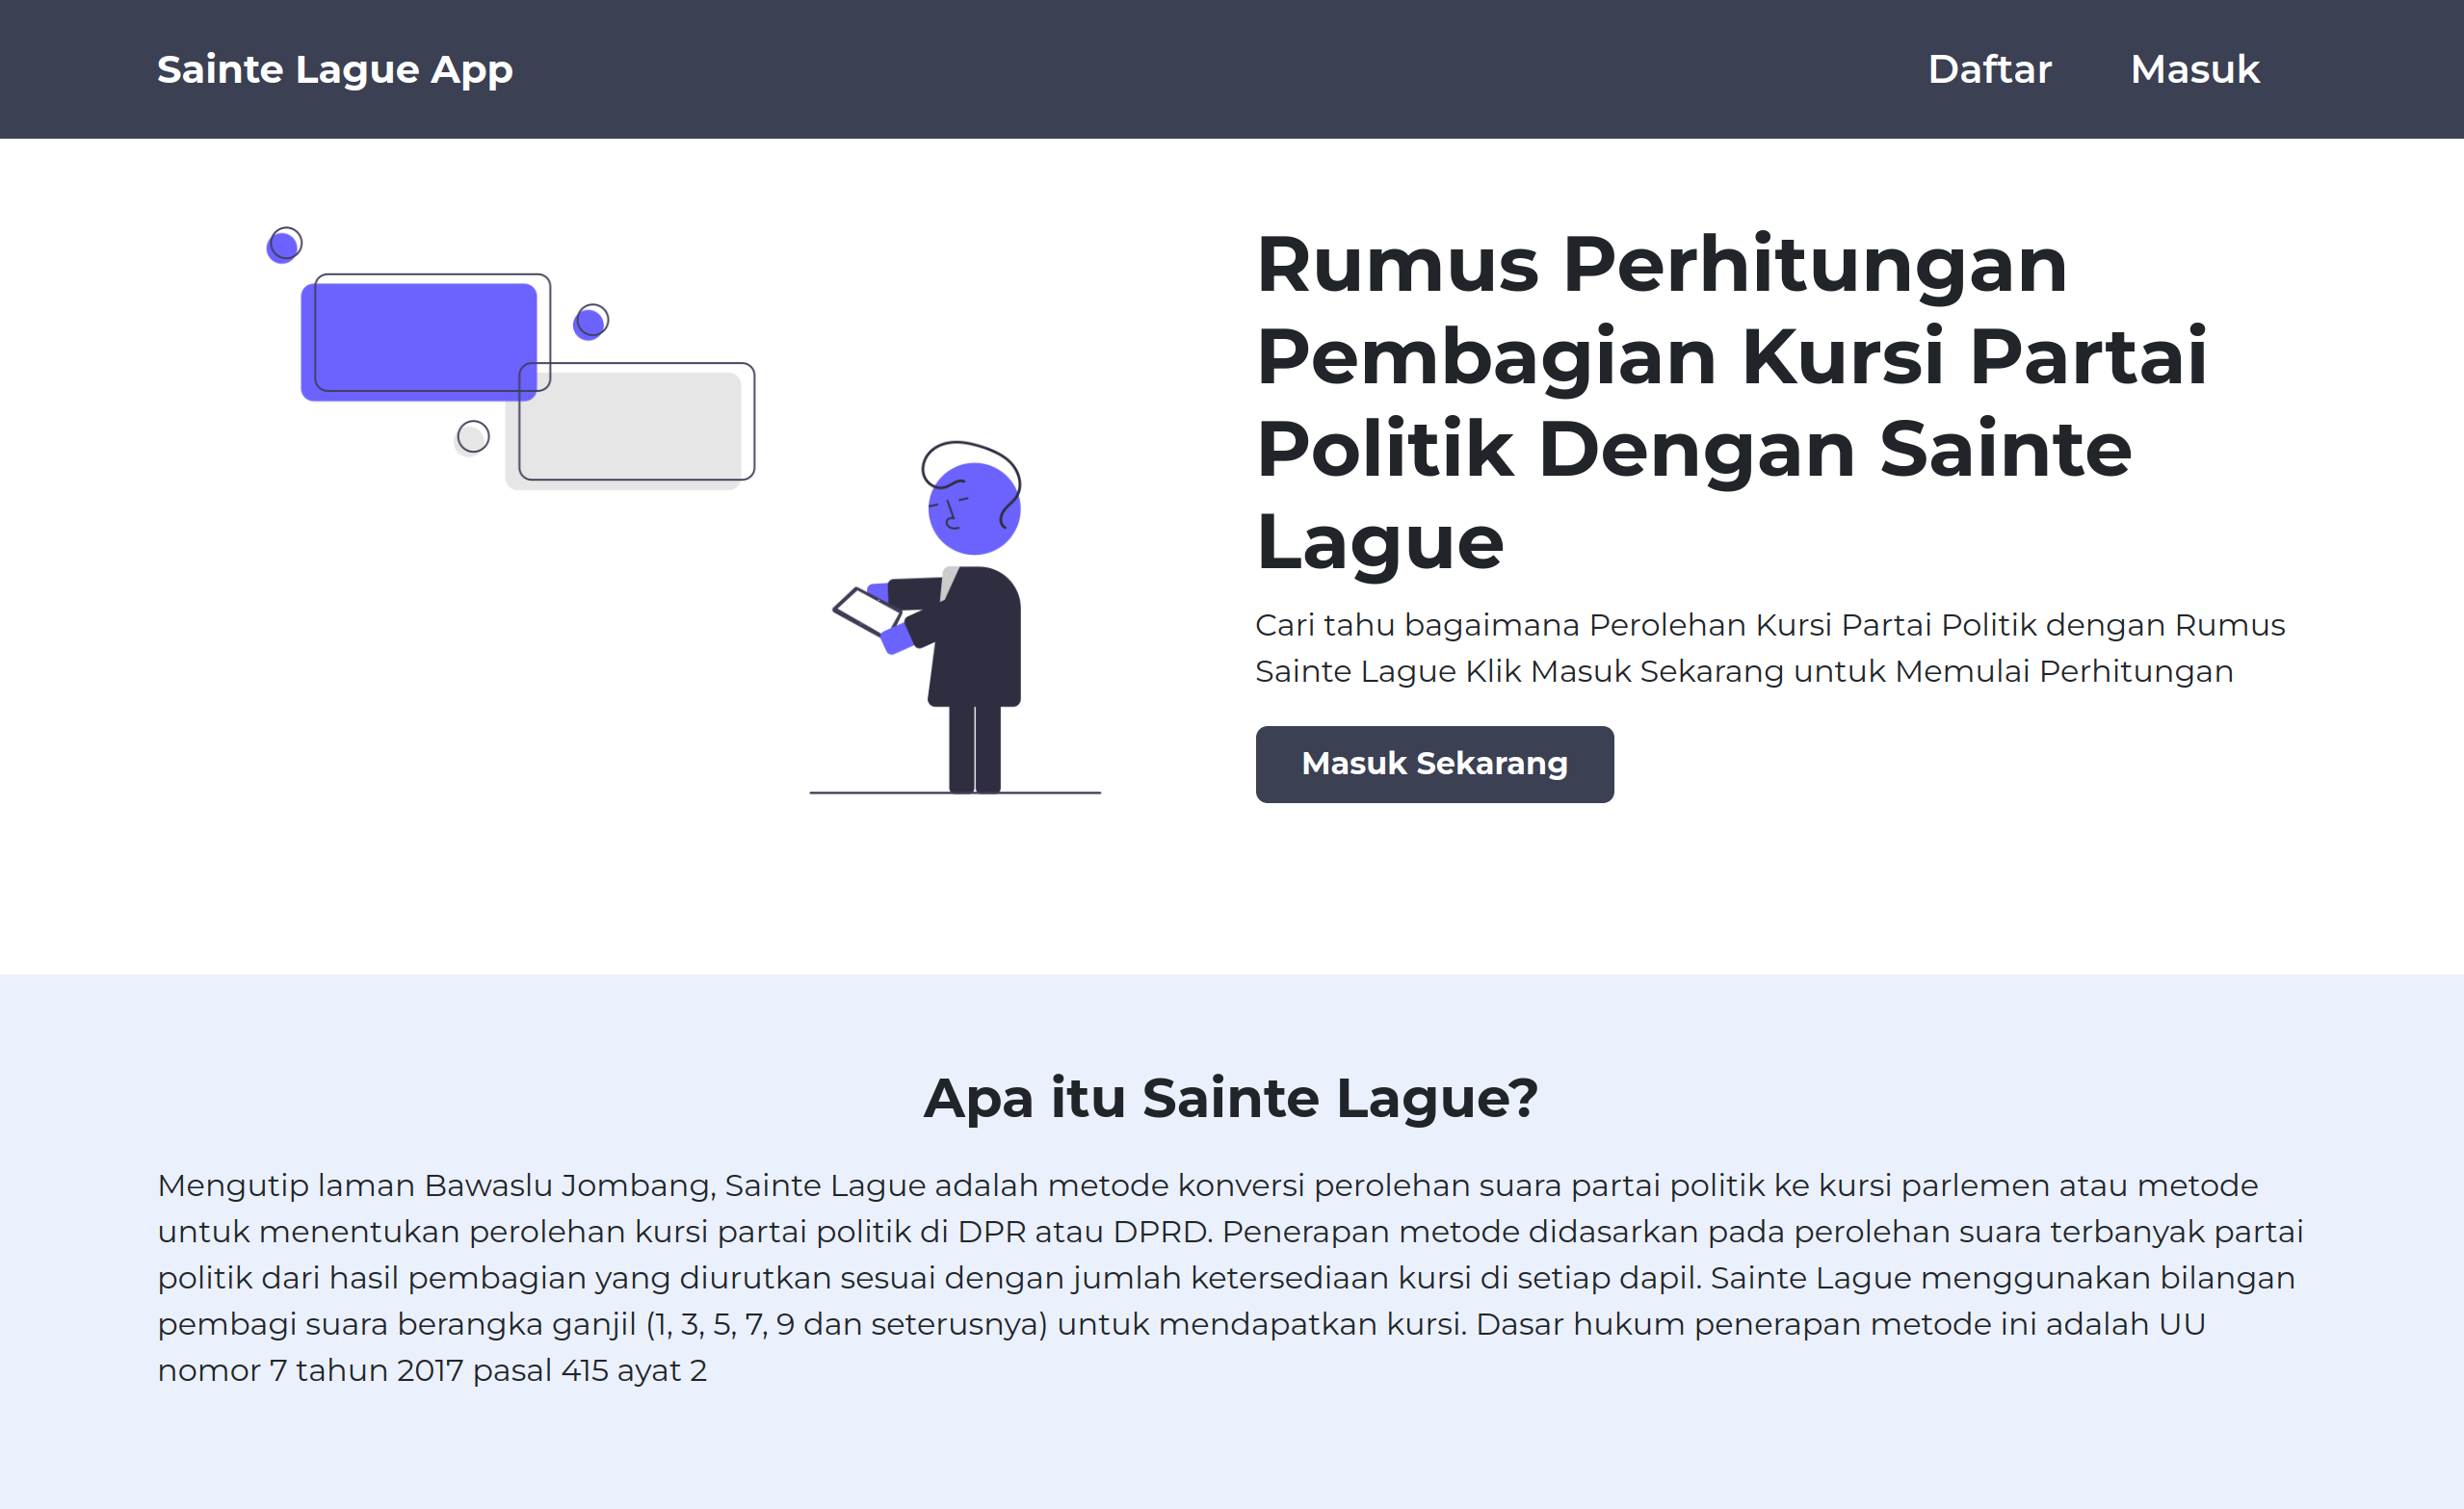 Sainte Lague App
Daftar
Masuk
Rumus Perhitungan
Pembagian Kursi Partai
Politik Dengan Sainte
Lague
Cari tahu bagaimana Perolehan Kursi Partai Politik dengan Rumus
Sainte Lague Klik Masuk Sekarang untuk Memulai Perhitungan
Masuk Sekarang
Apa itu Sainte Lague?
Mengutip laman Bawaslu Jombang, Sainte Lague adalah metode konversi perolehan suara partai politik ke kursi parlemen atau metode
untuk menentukan perolehan kursi partai politik di DPR atau DPRD. Penerapan metode didasarkan pada perolehan suara terbanyak partai
politik dari hasil pembagian yang diurutkan sesuai dengan jumlah ketersediaan kursi di setiap dapil. Sainte Lague menggunakan bilangan
pembagi suara berangka ganjil (1, 3, 5, 7, 9 dan seterusnya) untuk mendapatkan kursi. Dasar hukum penerapan metode ini adalah UU
nomor 7 tahun 2017 pasal 415 ayat 2